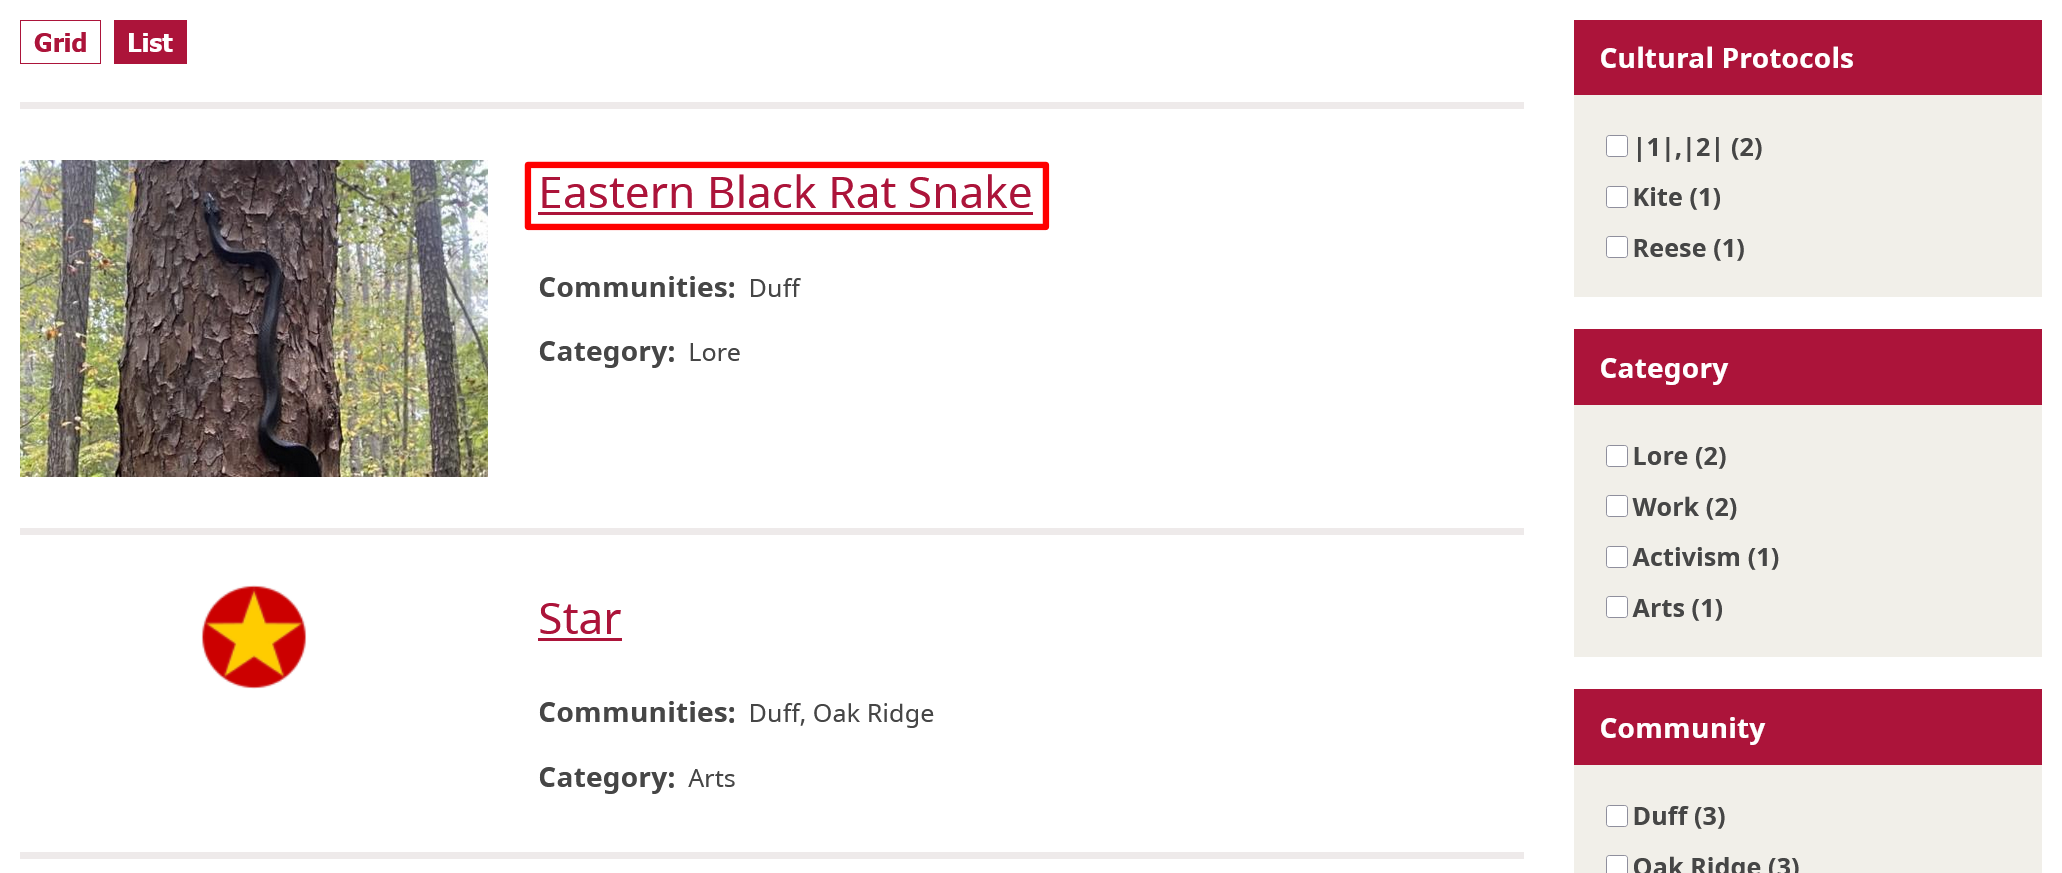 Grid
List
Eastern Black Rat Snake
Communities: Duff
Category: Lore
Star
Communities: Duff, Oak Ridge
Category: Arts
Cultural Protocols
|1|,|2| (2)
Kite (1)
Reese (1)
Category
Lore (2)
Work (2)
Activism (1)
Arts (1)
Community
Duff (3)
Oak Ridge (3)